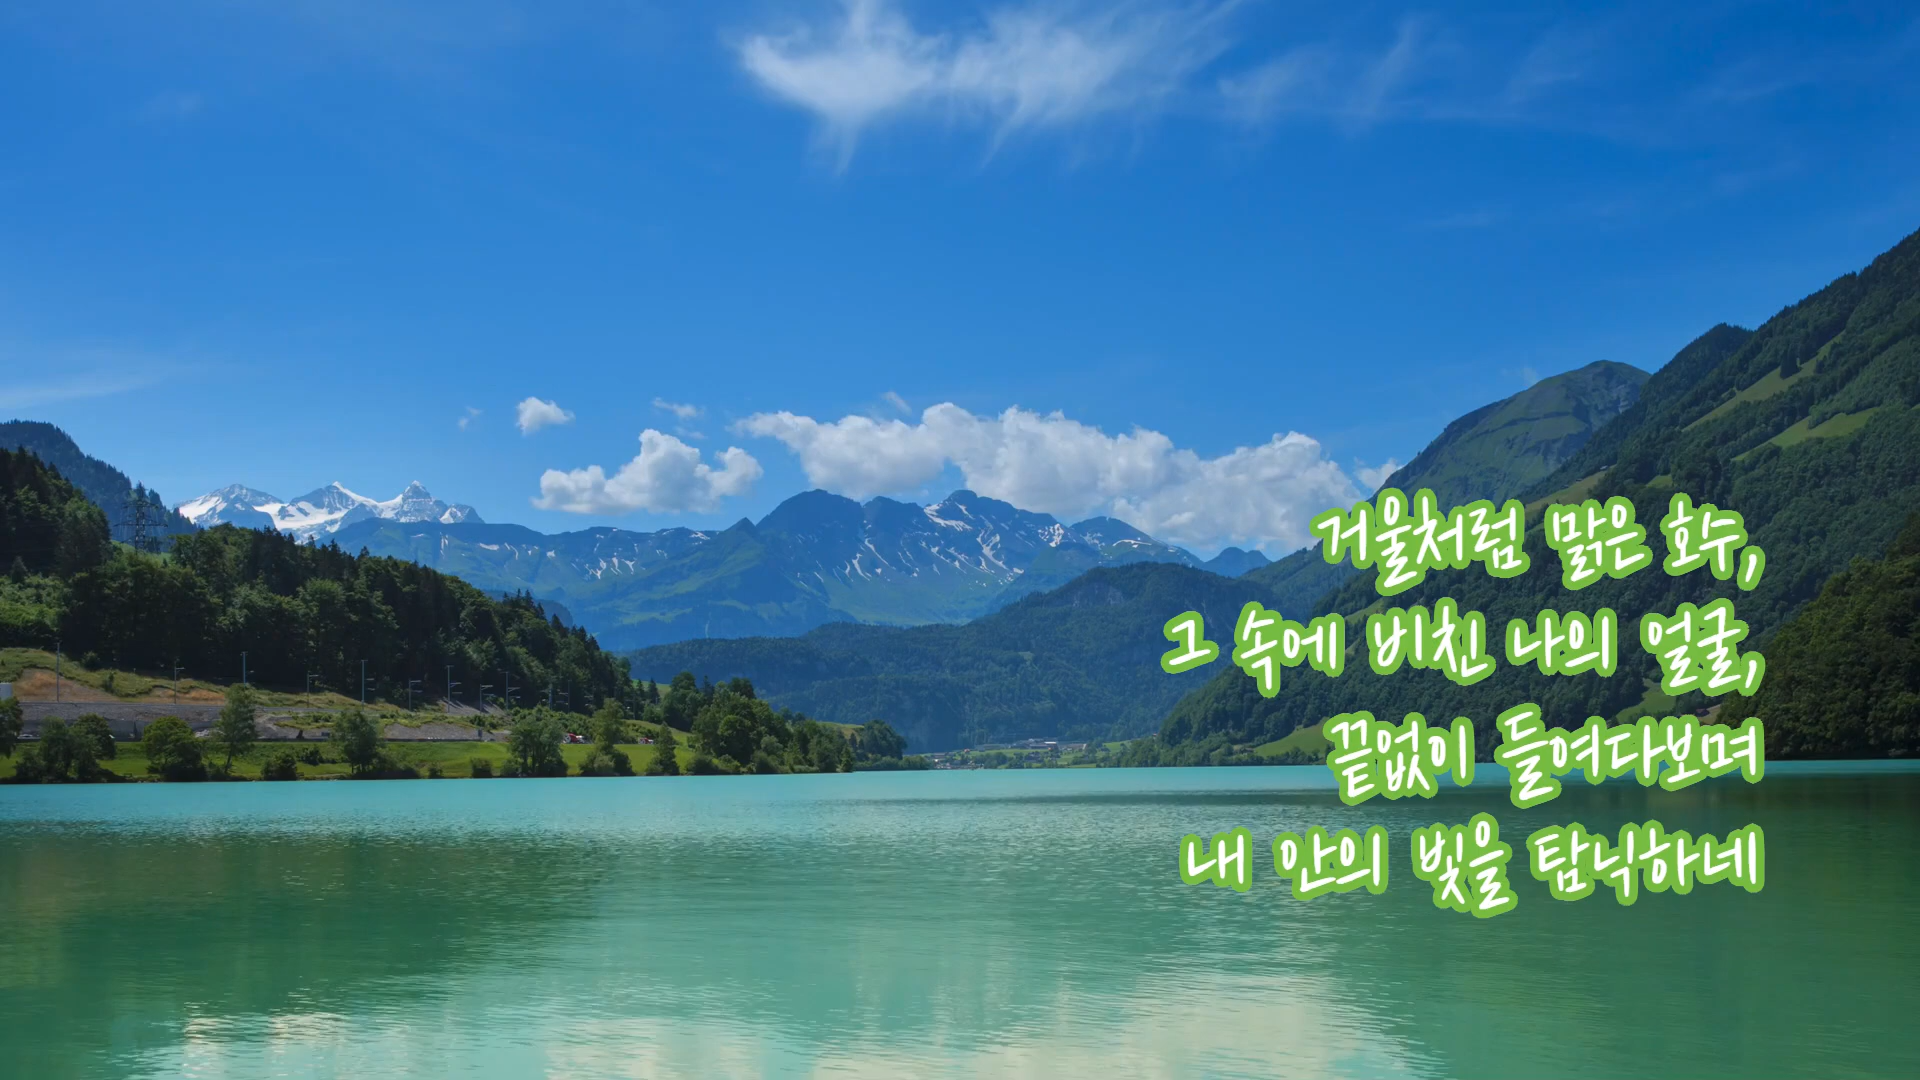 거울처럼 맑은 호수,
그 속에 비친 나의 얼굴,
끝없이 들여다보며
내 안의 빛을 탐닉하네